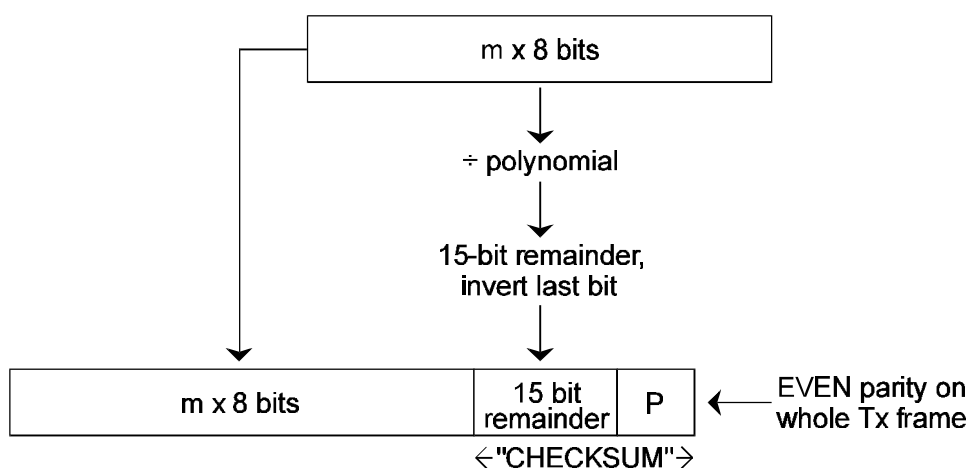 m x 8 bits
÷ polynomial
15-bit remainder,
invert last bit
m x 8 bits
15 bit
remainder
P
EVEN parity on
whole Tx frame
"CHECKSUM"